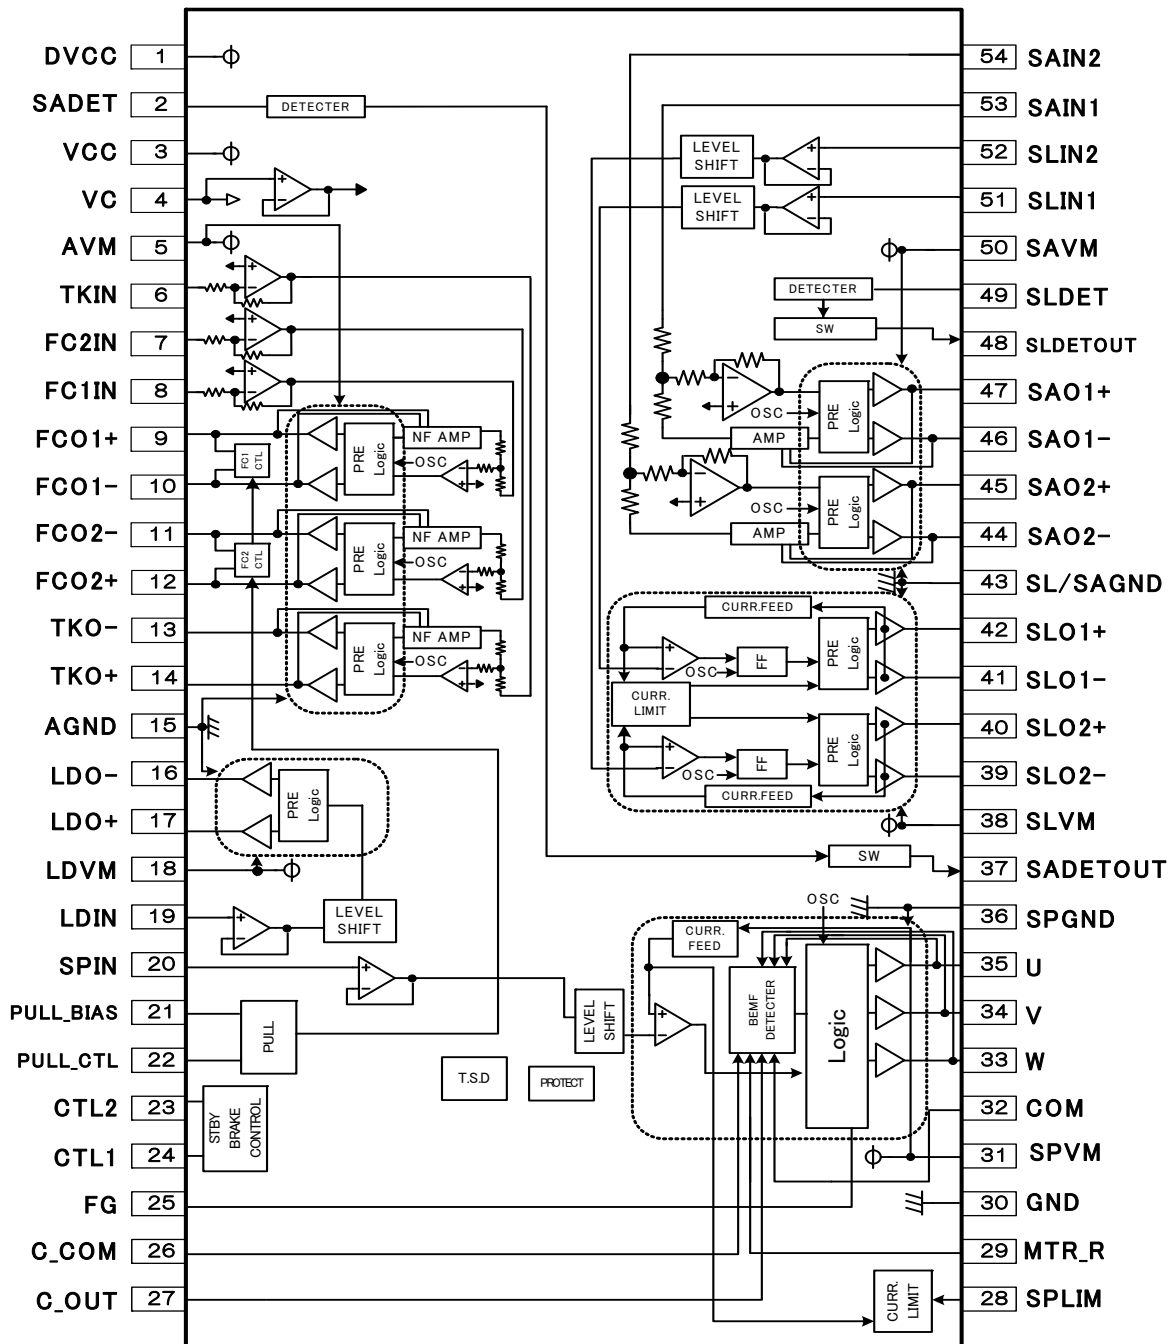 DVCC 1
SADET 2
VCC 3
VC 4
AVM 5
TKIN 6
FC2IN 7
FC1IN 8
FCO1+ 9
FCO1- 10
FCO2- 11
FCO2+ 12
TKO- 13
TKO+ 14
AGND 15
LDO- 16
LDO+ 17
LDVM 18
LDIN 19
SPIN 20
PULL_BIAS 21
PULL_CTL 22
CTL2 23
CTL1 24
FG 25
C_COM 26
C_OUT 27
DETECTER
+
-
+
-
+
-
+
-
FC1
CTL
PRE
Logic
NF AMP
OSC
-
+
FC2
CTL
PRE
Logic
NF AMP
OSC
-
+
PRE
Logic
NF AMP
OSC
-
+
PRE
Logic
LEVEL
SHIFT
+
-
+
-
PULL
STBY
BRAKE
CONTROL
T.S.D
PROTECT
LEVEL
SHIFT
LEVEL
SHIFT
+
-
LEVEL
SHIFT
+
-
DETECTER
SW
-
+
OSC
AMP
PRE
Logic
-
+
OSC
AMP
PRE
Logic
CURR.FEED
+
-
OSC
FF
PRE
Logic
CURR.
LIMIT
+
-
OSC
FF
PRE
Logic
CURR.FEED
SW
OSC
CURR.
FEED
+
-
BEMF
DETECTER
Logic
CURR.
LIMIT
54 SAIN2
53 SAIN1
52 SLIN2
51 SLIN1
50 SAVM
49 SLDET
48 SLDETOUT
47 SAO1+
46 SAO1-
45 SAO2+
44 SAO2-
43 SL/SAGND
42 SLO1+
41 SLO1-
40 SLO2+
39 SLO2-
38 SLVM
37 SADETOUT
36 SPGND
35 U
34 V
33 W
32 COM
31 SPVM
30 GND
29 MTR_R
28 SPLIM